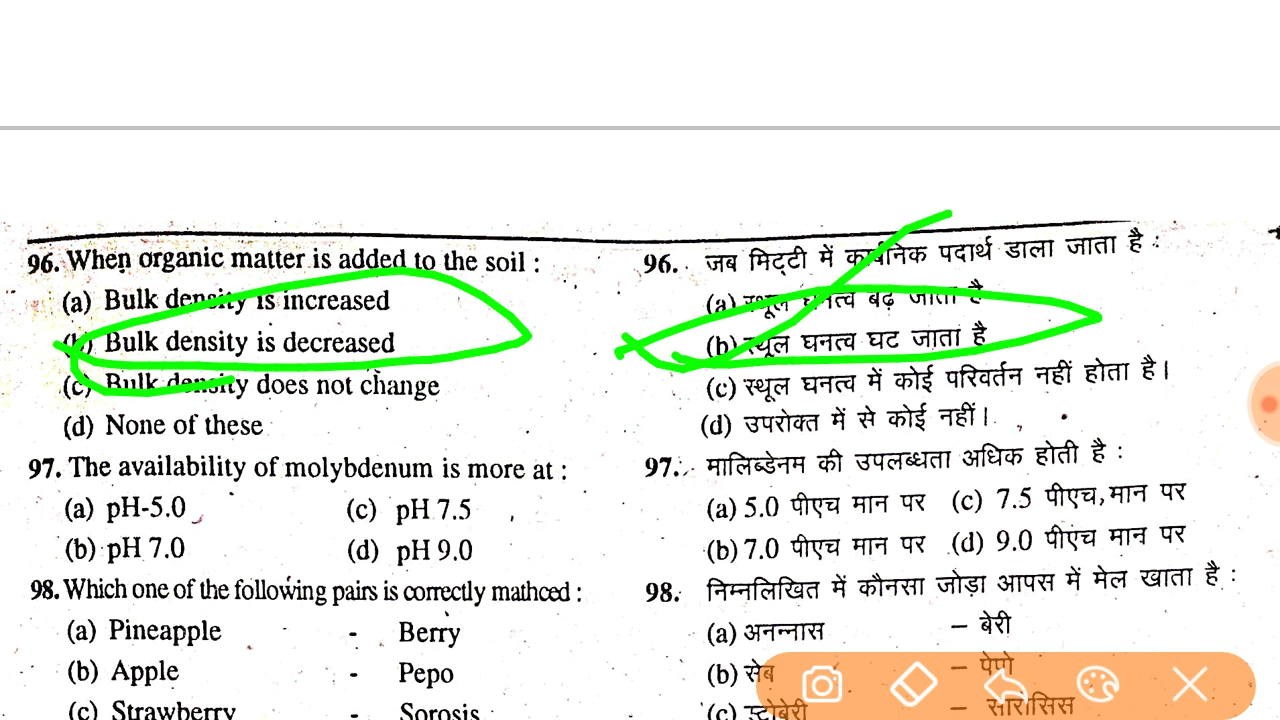 96. When organic matter is added to the soil :
(a) Bulk density is increased
(b) Bulk density is decreased
(c) Bulk density does not change
(d) None of these
97. The availability of molybdenum is more at :
(a) pH-5.0 (c) pH 7.5
(b) pH 7.0 (d) pH 9.0
98. Which one of the following pairs is correctly mathced :
(a) Pineapple - Berry
(b) Apple - Pepo
(c) Strawberry - Sorosis
96. जब मिट्टी में कार्बनिक पदार्थ डाला जाता है :
(a) स्थूल घनत्व बढ़ जाता है
(b) स्थूल घनत्व घट जाता है
(c) स्थूल घनत्व में कोई परिवर्तन नहीं होता है।
(d) उपरोक्त में से कोई नहीं।
97. मालिब्डेनम की उपलब्धता अधिक होती है :
(a) 5.0 पीएच मान पर (c) 7.5 पीएच मान पर
(b) 7.0 पीएच मान पर (d) 9.0 पीएच मान पर
98. निम्नलिखित में कौनसा जोड़ा आपस में मेल खाता है :
(a) अनन्नास – बेरी
(b) सेब – पेपो
(c) स्ट्रोबेरी – सोरोसिस